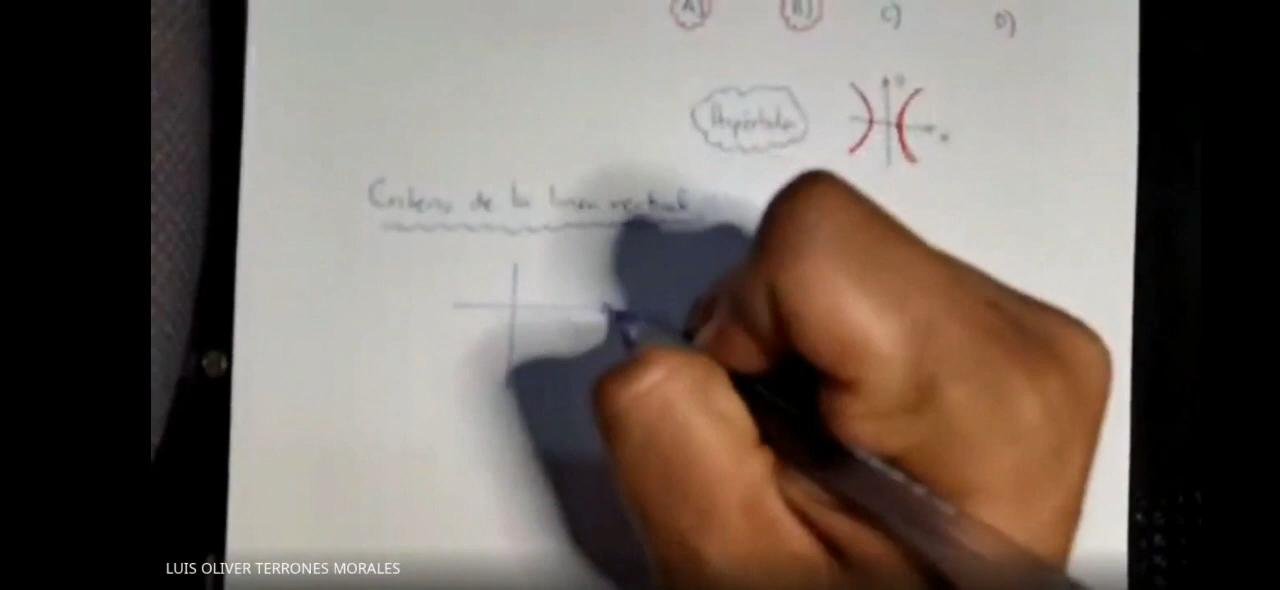 A) B) C) D)
Hipérbola
Criterio de la línea vertical
LUIS OLIVER TERRONES MORALES